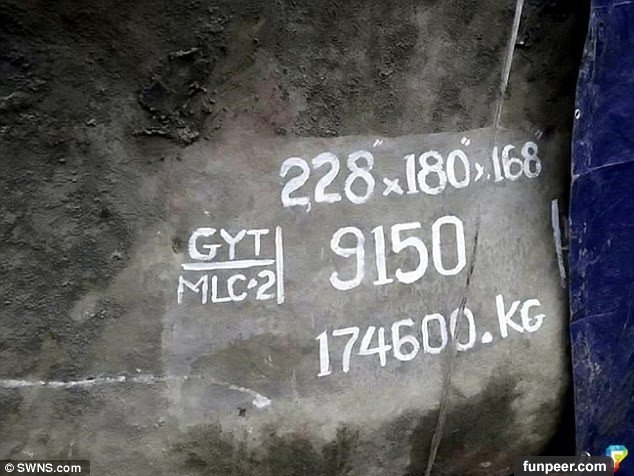 228" x 180" x 168"
GYT
MLC-2
9150
174600.KG
© SWNS.com
funpeer.com